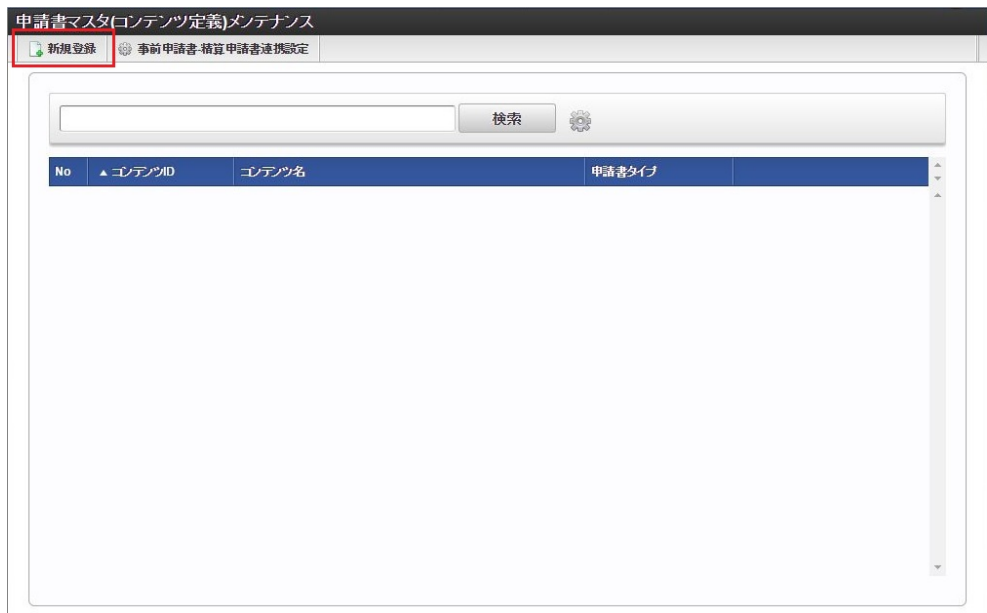 申請書マスタ(コンテンツ定義)メンテナンス
新規登録 事前申請書-精算申請書連携設定
検索
No ▲ コンテンツID コンテンツ名 申請書タイプ